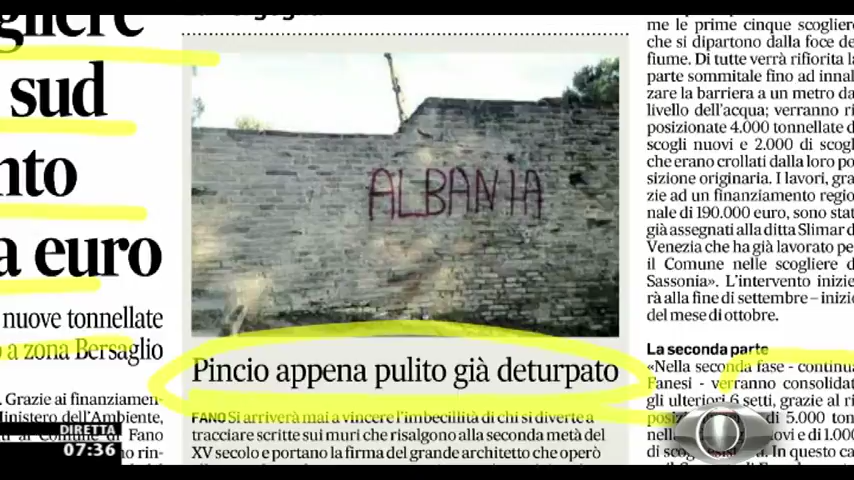 sud
nto
a euro
nuove tonnellate
a zona Bersaglio
Grazie ai finanziamen-
Ministero dell'Ambiente,
Fano
DIRETTA
07:36
ALBANIA
Pincio appena pulito già deturpato
FANO Si arriverà mai a vincere l'imbecillità di chi si diverte a
tracciare scritte sui muri che risalgono alla seconda metà del
XV secolo e portano la firma del grande architetto che operò
me le prime cinque scogliere
che si dipartono dalla foce de
fiume. Di tutte verrà rifiorita la
parte sommitale fino ad innal
zare la barriera a un metro da
livello dell'acqua; verranno ri
posizionate 4.000 tonnellate d
scogli nuovi e 2.000 di scogl
che erano crollati dalla loro po
sizione originaria. I lavori, gra
zie ad un finanziamento regio
nale di 190.000 euro, sono stat
già assegnati alla ditta Slimar d
Venezia che ha già lavorato pe
il Comune nelle scogliere d
Sassonia». L'intervento inizie
rà alla fine di settembre – inizio
del mese di ottobre.
La seconda parte
«Nella seconda fase - continua
Fanesi - verranno consolidat
gli ulteriori 6 setti, grazie al ri
di 5.000 ton
e di 1.000
di In questo ca